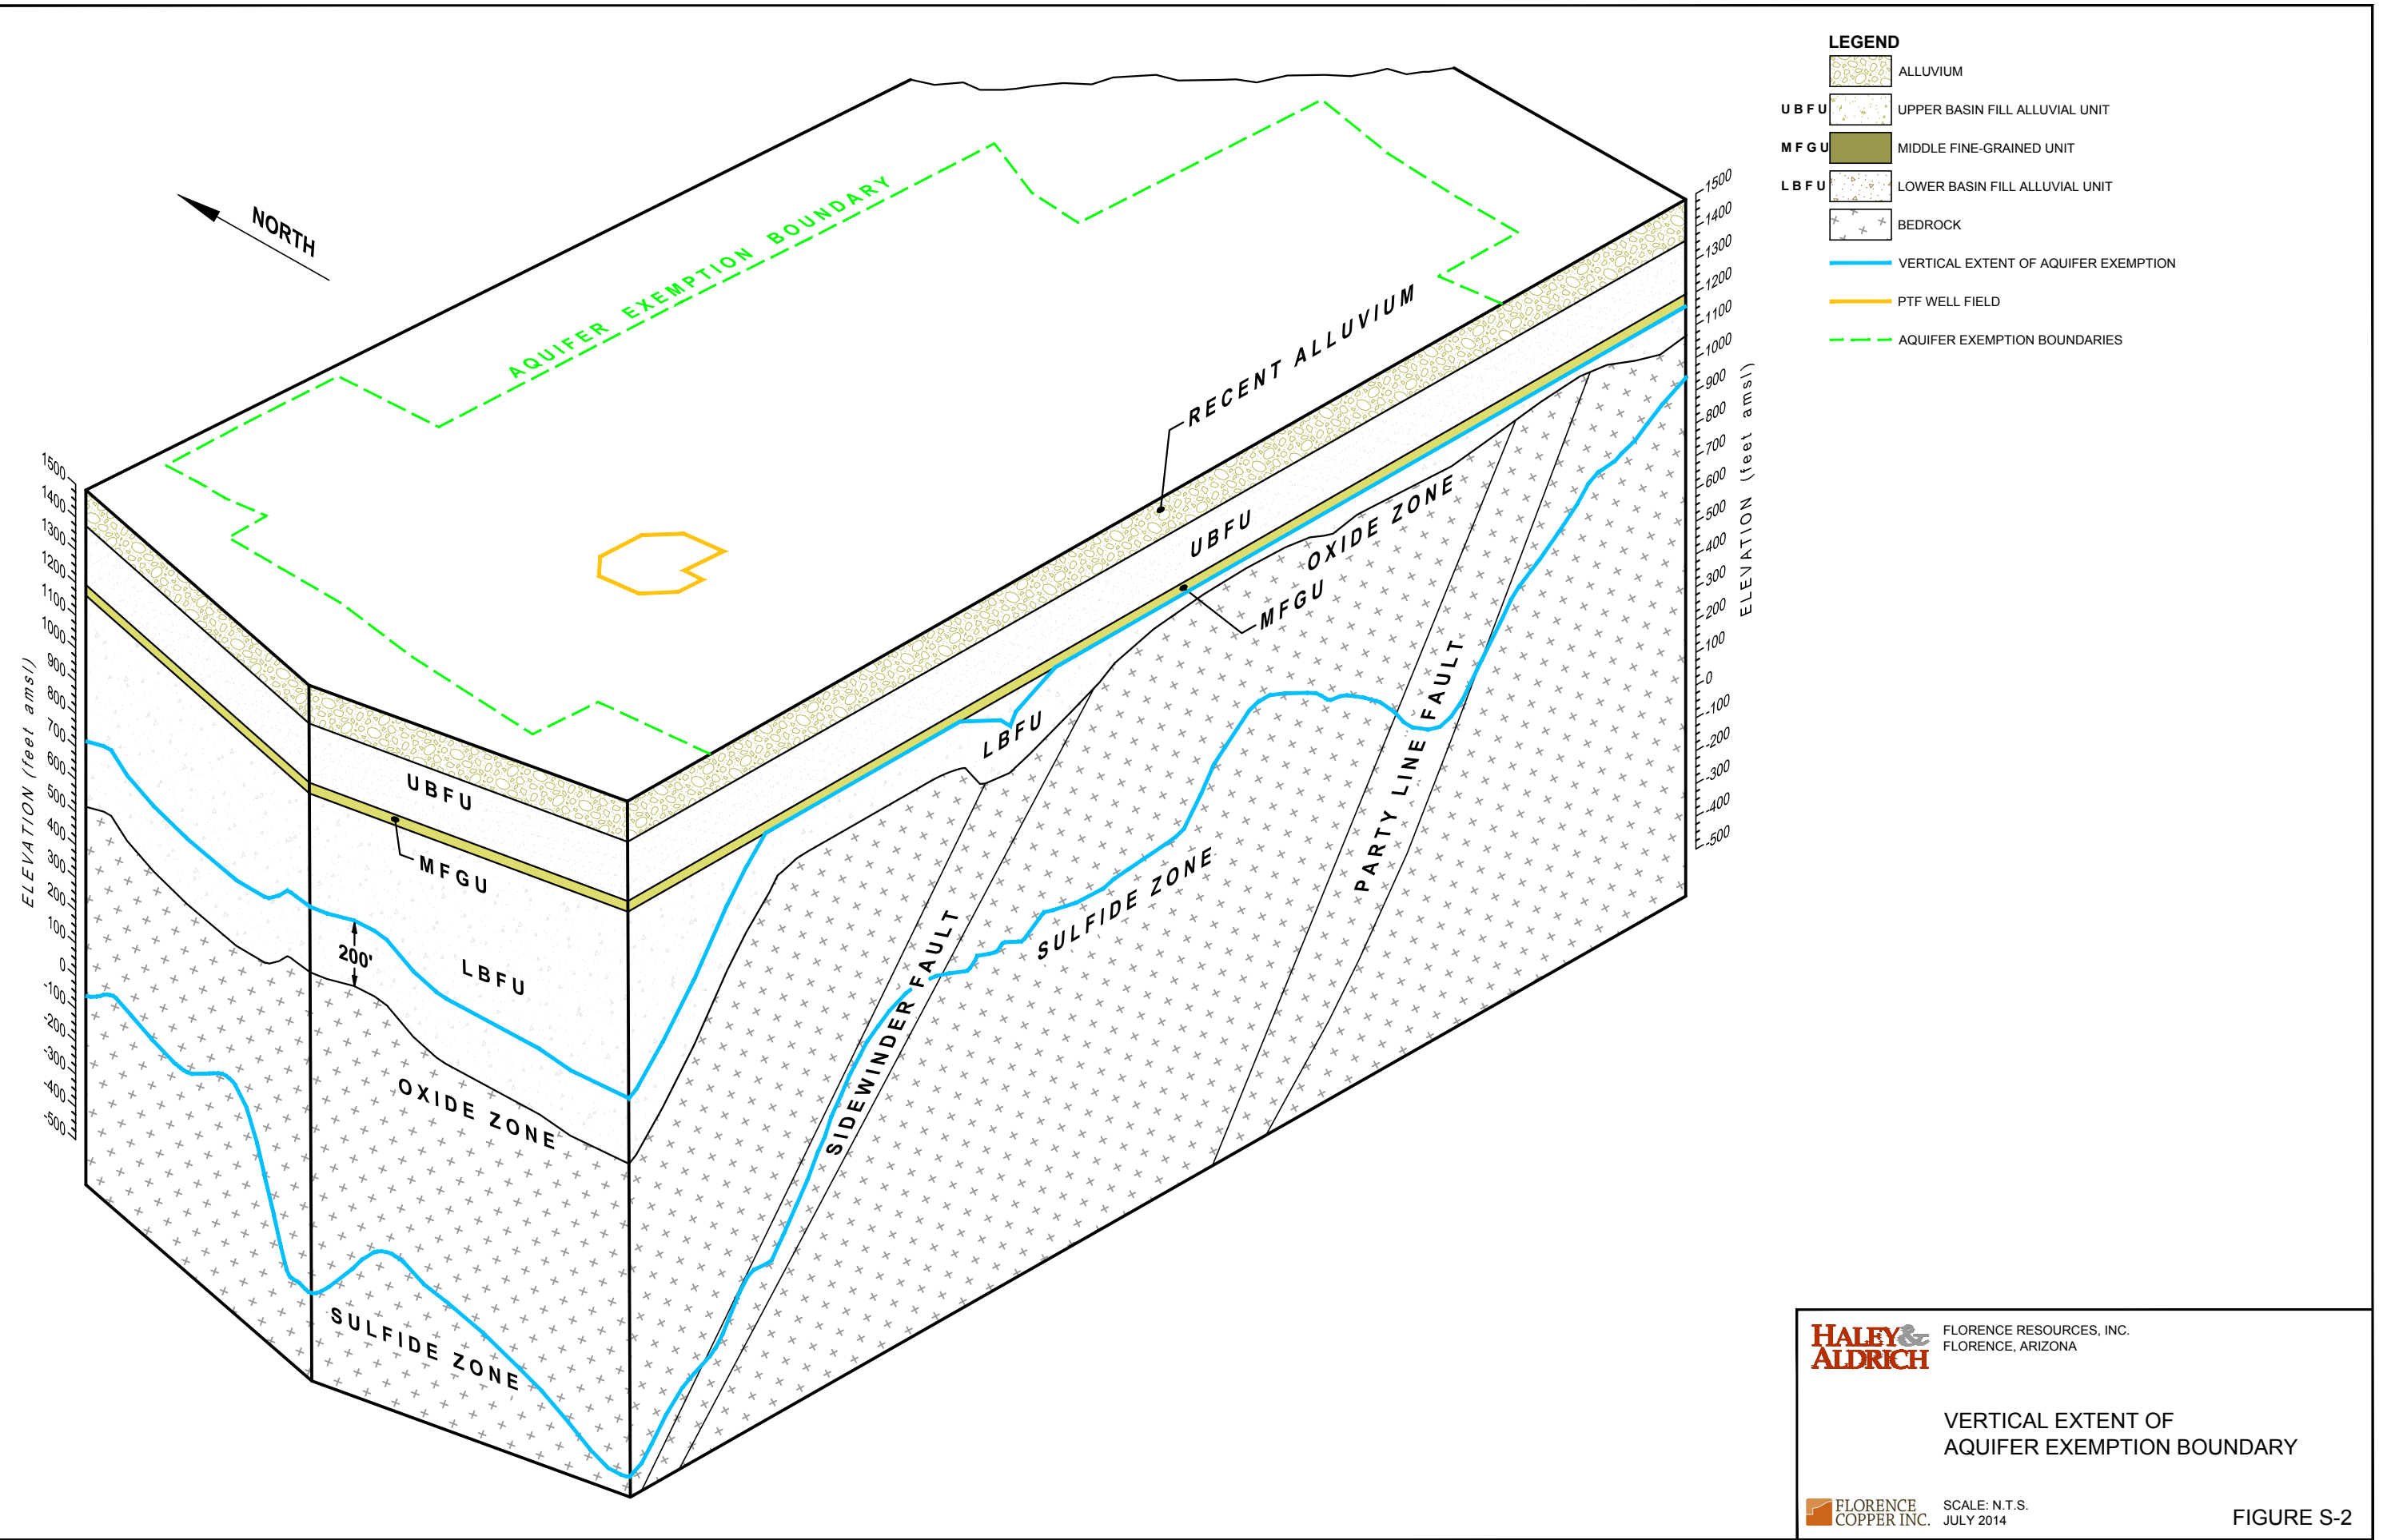 LEGEND
ALLUVIUM
UBFU UPPER BASIN FILL ALLUVIAL UNIT
MFGU MIDDLE FINE-GRAINED UNIT
LBFU LOWER BASIN FILL ALLUVIAL UNIT
BEDROCK
VERTICAL EXTENT OF AQUIFER EXEMPTION
PTF WELL FIELD
AQUIFER EXEMPTION BOUNDARIES
NORTH
AQUIFER EXEMPTION BOUNDARY
RECENT ALLUVIUM
UBFU
OXIDE ZONE
MFGU
LBFU
PARTY LINE FAULT
SULFIDE ZONE
SIDEWINDER FAULT
1500
1400
1300
1200
1100
1000
900
800
700
600
500
400
300
200
100
0
-100
-200
-300
-400
-500
ELEVATION (feet amsl)
1500
1400
1300
1200
1100
1000
900
800
700
600
500
400
300
200
100
0
-100
-200
-300
-400
-500
ELEVATION (feet amsl)
UBFU
MFGU
200'
LBFU
OXIDE ZONE
SULFIDE ZONE
HALEY&
ALDRICH
FLORENCE RESOURCES, INC.
FLORENCE, ARIZONA
VERTICAL EXTENT OF
AQUIFER EXEMPTION BOUNDARY
FLORENCE
COPPER INC.
SCALE: N.T.S.
JULY 2014
FIGURE S-2